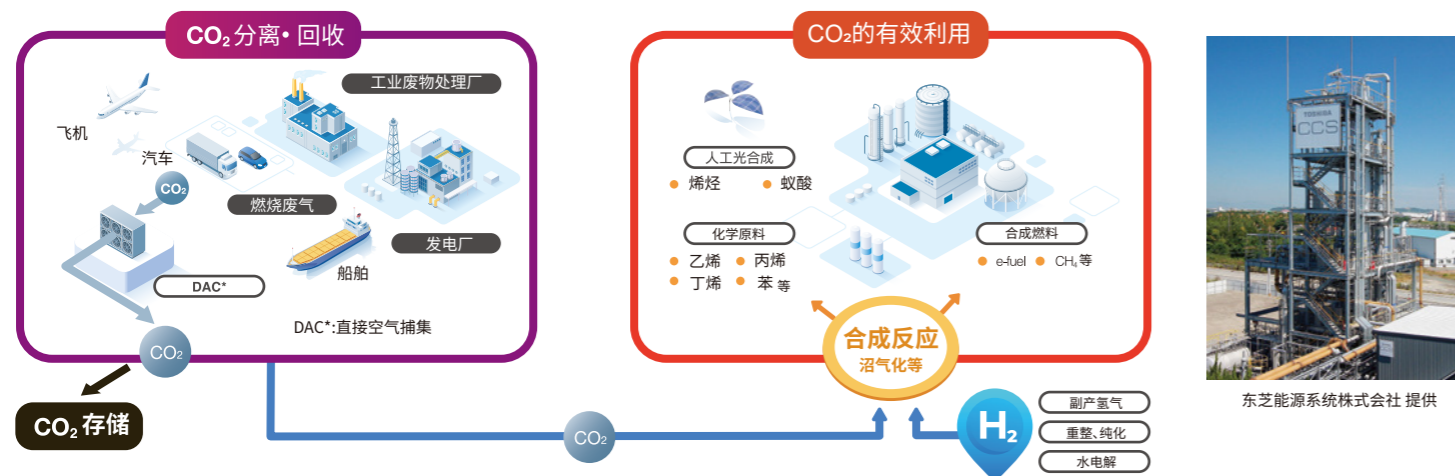 CO₂分离• 回收
工业废物处理厂
飞机
汽车
CO₂
燃烧废气
发电厂
船舶
DAC*
DAC*:直接空气捕集
CO₂
CO₂存储
CO₂
CO₂的有效利用
人工光合成
烯烃
蚁酸
化学原料
乙烯
丙烯
丁烯
苯 等
合成燃料
e-fuel
CH₄ 等
合成反应
沼气化等
H₂
副产氢气
重整、纯化
水电解
TOSHIBA
CCS
东芝能源系统株式会社 提供